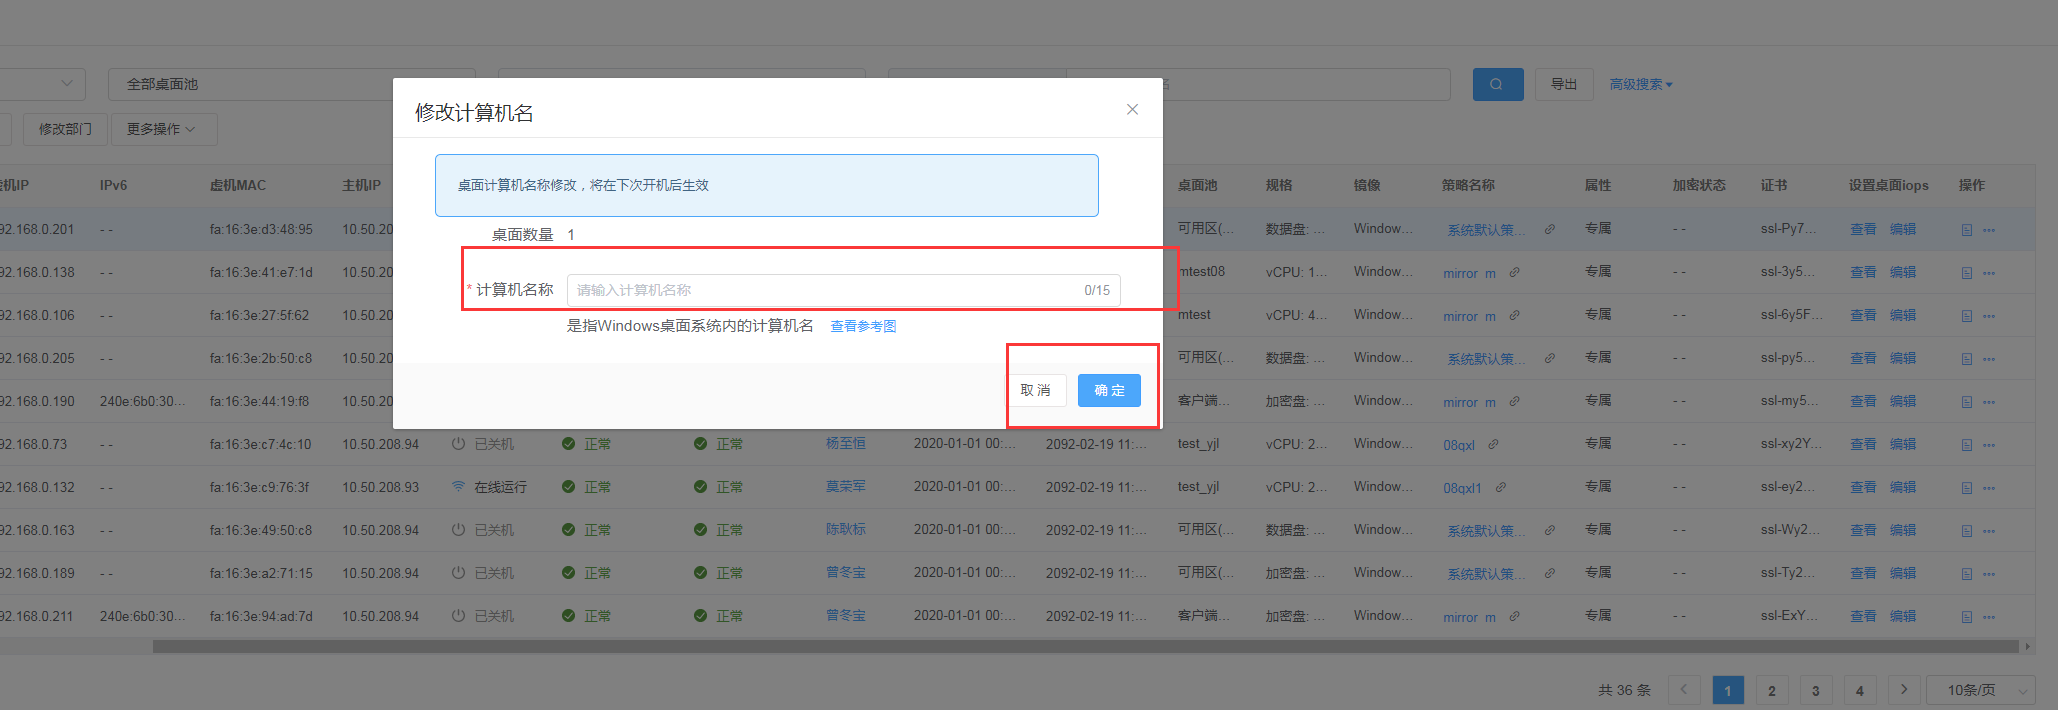 全部桌面池
名
导出
高级搜索
修改部门
更多操作
修改计算机名
桌面计算机名称修改，将在下次开机后生效
桌面数量 1
* 计算机名称 请输入计算机名称 0/15
是指Windows桌面系统内的计算机名 查看参考图
取消 确定
机IP IPv6 虚机MAC 主机IP 桌面池 规格 镜像 策略名称 属性 加密状态 证书 设置桌面iops 操作
92.168.0.201 - - fa:16:3e:d3:48:95 10.50.20 可用区(... 数据盘: ... Window... 系统默认策... 专属 - - ssl-Py7... 查看 编辑
92.168.0.138 - - fa:16:3e:41:e7:1d 10.50.20 mtest08 vCPU: 1... Window... mirror m 专属 - - ssl-3y5... 查看 编辑
92.168.0.106 - - fa:16:3e:27:5f:62 10.50.20 mtest vCPU: 4... Window... mirror m 专属 - - ssl-6y5F... 查看 编辑
92.168.0.205 - - fa:16:3e:2b:50:c8 10.50.20 可用区(... 数据盘: ... Window... 系统默认策... 专属 - - ssl-py5... 查看 编辑
92.168.0.190 240e:6b0:30... fa:16:3e:44:19:f8 10.50.20 客户端... 加密盘: ... Window... mirror m 专属 - - ssl-my5... 查看 编辑
92.168.0.73 - - fa:16:3e:c7:4c:10 10.50.208.94 已关机 正常 正常 杨至恒 2020-01-01 00:... 2092-02-19 11:... test_yjl vCPU: 2... Window... 08qxl 专属 - - ssl-xy2Y... 查看 编辑
92.168.0.132 - - fa:16:3e:c9:76:3f 10.50.208.93 在线运行 正常 正常 莫荣军 2020-01-01 00:... 2092-02-19 11:... test_yjl vCPU: 2... Window... 08qxl1 专属 - - ssl-ey2... 查看 编辑
92.168.0.163 - - fa:16:3e:49:50:c8 10.50.208.94 已关机 正常 正常 陈耿标 2020-01-01 00:... 2092-02-19 11:... 可用区(... 数据盘: ... Window... 系统默认策... 专属 - - ssl-Wy2... 查看 编辑
92.168.0.189 - - fa:16:3e:a2:71:15 10.50.208.94 已关机 正常 正常 曾冬宝 2020-01-01 00:... 2092-02-19 11:... 可用区(... 加密盘: ... Window... 系统默认策... 专属 - - ssl-Ty2... 查看 编辑
92.168.0.211 240e:6b0:30... fa:16:3e:94:ad:7d 10.50.208.94 已关机 正常 正常 曾冬宝 2020-01-01 00:... 2092-02-19 11:... 客户端... 加密盘: ... Window... mirror m 专属 - - ssl-ExY... 查看 编辑
共 36 条 1 2 3 4 10条/页